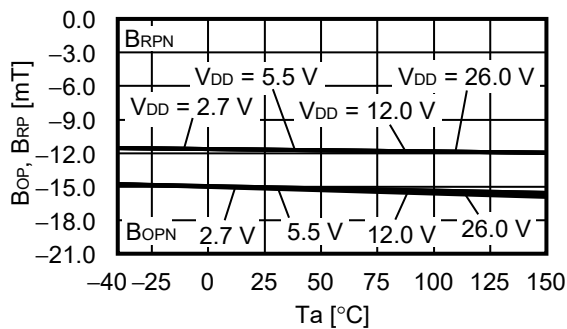 0.0
BRPN
−3.0
−6.0
VDD = 5.5 V
VDD = 26.0 V
VDD = 2.7 V
VDD = 12.0 V
−9.0
−12.0
−15.0
−18.0
BOPN
2.7 V
5.5 V
12.0 V
26.0 V
−21.0
BOP, BRP [mT]
−40 −25 0 25 50 75 100 125 150
Ta [°C]